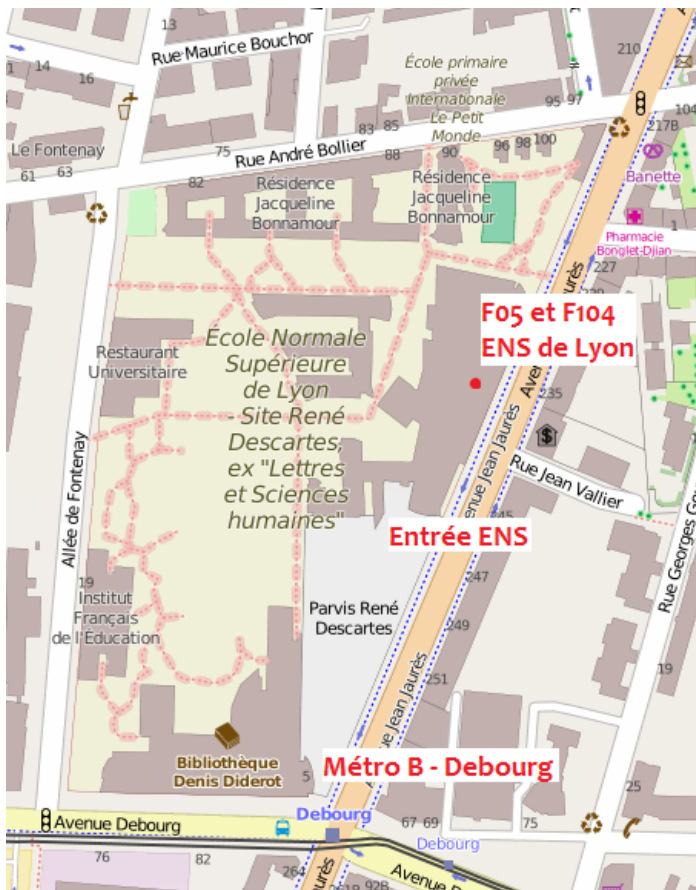 13
210
14
16
Rue Maurice Bouchor
École primaire
privée
Internationale
Le Petit
Monde
95
97
104
217B
Le Fontenay
61
63
75
Rue André Bollier
83
85
88
90
96
98
100
Banette
82
Résidence
Jacqueline
Bonnamour
Résidence
Jacqueline
Bonnamour
1
Pharmacie
Bonglet-Djian
227
F05 et F104
ENS de Lyon
École Normale
Supérieure
de Lyon
- Site René
Descartes,
ex "Lettres
et Sciences
humaines"
Restaurant
Universitaire
235
$
Rue Jean Vallier
Allée de Fontenay
Entrée ENS
247
249
251
19
Institut
Français
de l'Éducation
Parvis René
Descartes
19
Bibliothèque
Denis Diderot
5
Métro B - Debourg
25
Debourg
Avenue Debourg
67
69
75
Debourg
76
82
264
92B